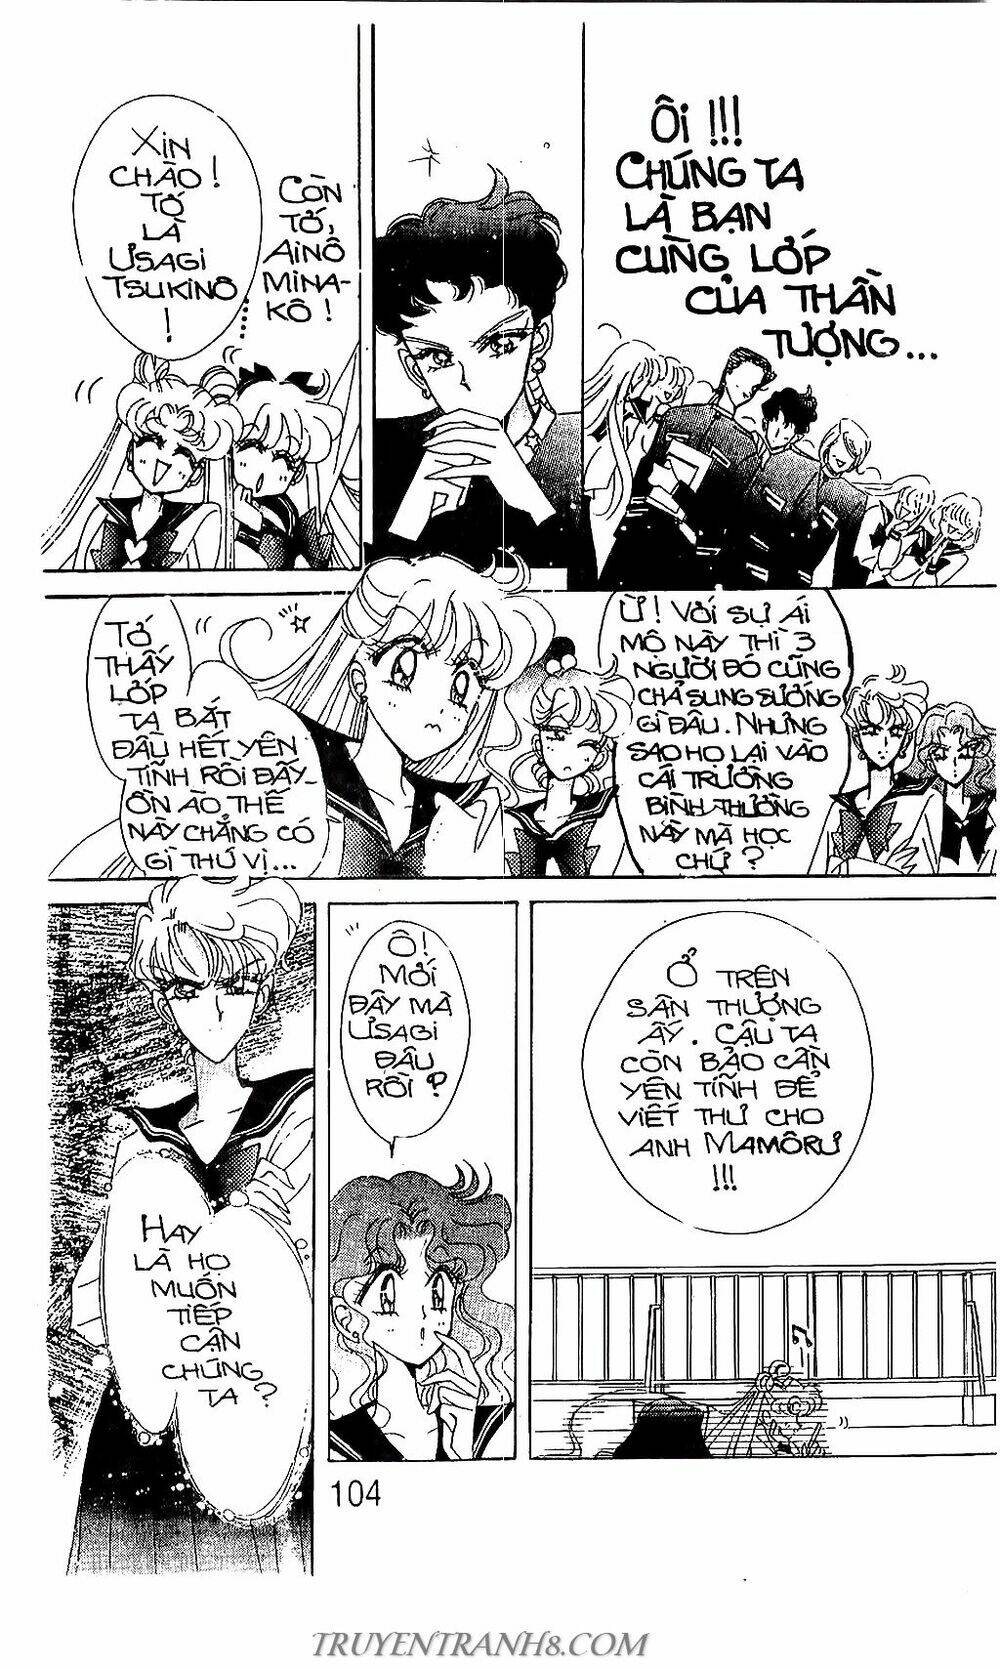 ÔI !!!
CHÚNG TA
LÀ BẠN
CÙNG LỚP
CỦA THẦN
TƯỢNG...
XIN
CHÀO !
TỚ
LÀ
ƯSAGI
TSUKINÔ
!
CÒN
TỚ,
AINÔ
MINA-
KÔ !
Ừ ! VỚI SỰ ÁI
MỘ NÀY THÌ 3
NGƯỜI ĐÓ CŨNG
CHẢ SUNG SƯỚNG
GÌ ĐÂU. NHƯNG
SAO HỌ LẠI VÀO
CÁI TRƯỜNG
BÌNH THƯỜNG
NÀY MÀ HỌC
CHỨ ?
TỚ
THẤY
LỚP
TA BẮT
ĐẦU HẾT YÊN
TĨNH RỒI ĐẤY-
ỒN ÀO THẾ
NÀY CHẲNG CÓ
GÌ THÚ VỊ...
Ở TRÊN
SÂN THƯỢNG
ẤY. CẬU TA
CÒN BẢO CẦN
YÊN TĨNH ĐỂ
VIẾT THƯ CHO
ANH MAMÔRƯ
!!!
Ô!
MỚI
ĐÂY MÀ
ƯSAGI
ĐÂU
RỒI ?
HAY
LÀ HỌ
MUỐN
TIẾP
CẬN
CHÚNG
TA ?
104
TRUYENTRANH8.COM